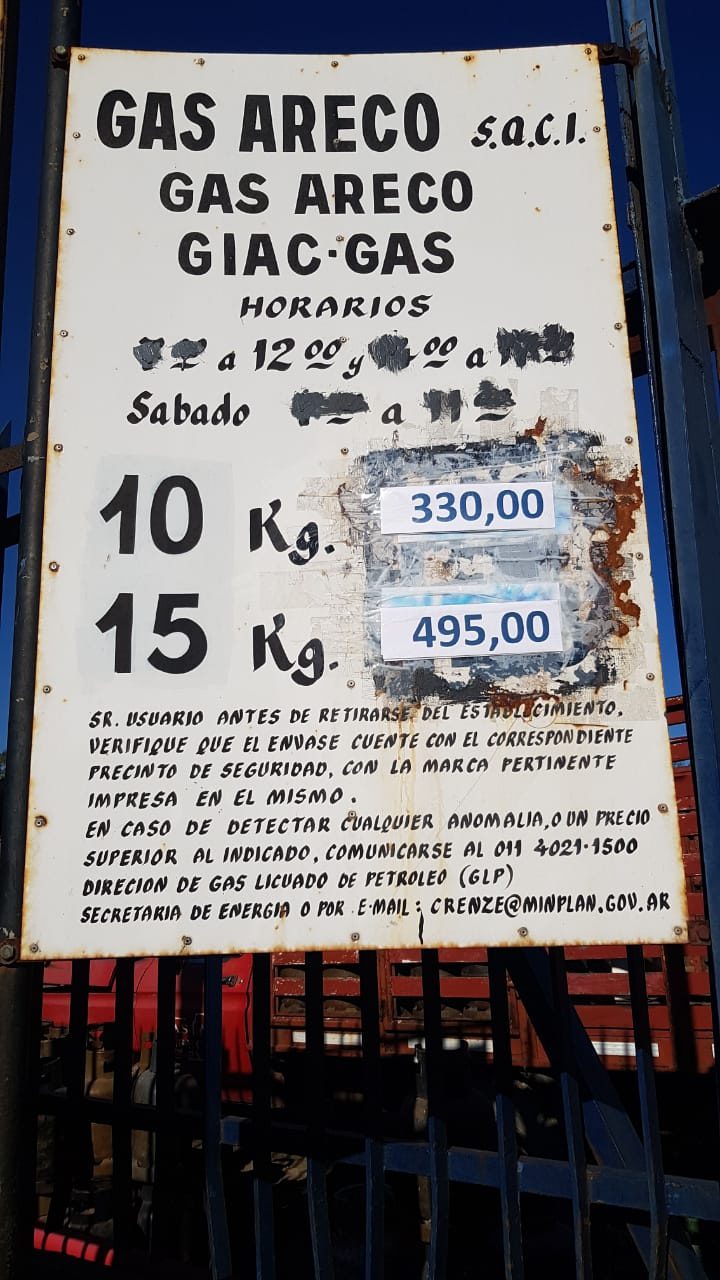 GAS ARECO S.A.C.I.
GAS ARECO
GIAC·GAS
HORARIOS
a 12 00 y 00 a
Sabado a 11
10 Kg. 330,00
15 Kg. 495,00
SR. USUARIO ANTES DE RETIRARSE DEL ESTABLECIMIENTO,
VERIFIQUE QUE EL ENVASE CUENTE CON EL CORRESPONDIENTE
PRECINTO DE SEGURIDAD, CON LA MARCA PERTINENTE
IMPRESA EN EL MISMO.
EN CASO DE DETECTAR CUALQUIER ANOMALIA, O UN PRECIO
SUPERIOR AL INDICADO, COMUNICARSE AL 011 4021·1500
DIRECION DE GAS LICUADO DE PETROLEO (GLP)
SECRETARIA DE ENERGIA O POR E·MAIL: CRENZE@MINPLAN.GOV.AR